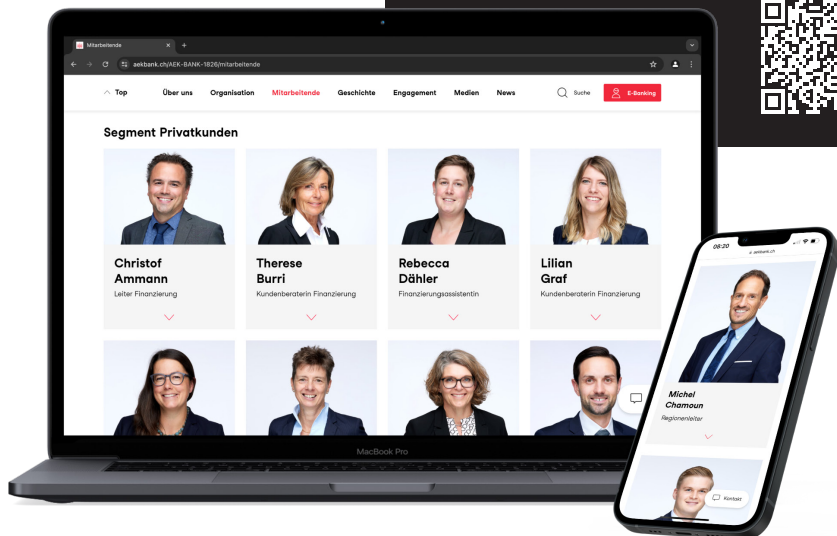 Mitarbeitende
aekbank.ch/AEK-BANK-1826/mitarbeitende
Top Über uns Organisation Mitarbeitende Geschichte Engagement Medien News Suche E-Banking
Segment Privatkunden
Christof
Ammann
Leiter Finanzierung
Therese
Burri
Kundenberaterin Finanzierung
Rebecca
Dähler
Finanzierungsassistentin
Lilian
Graf
Kundenberaterin Finanzierung
MacBook Pro
08:20
aekbank.ch
Michel
Chamoun
Regionenleiter
Kontakt